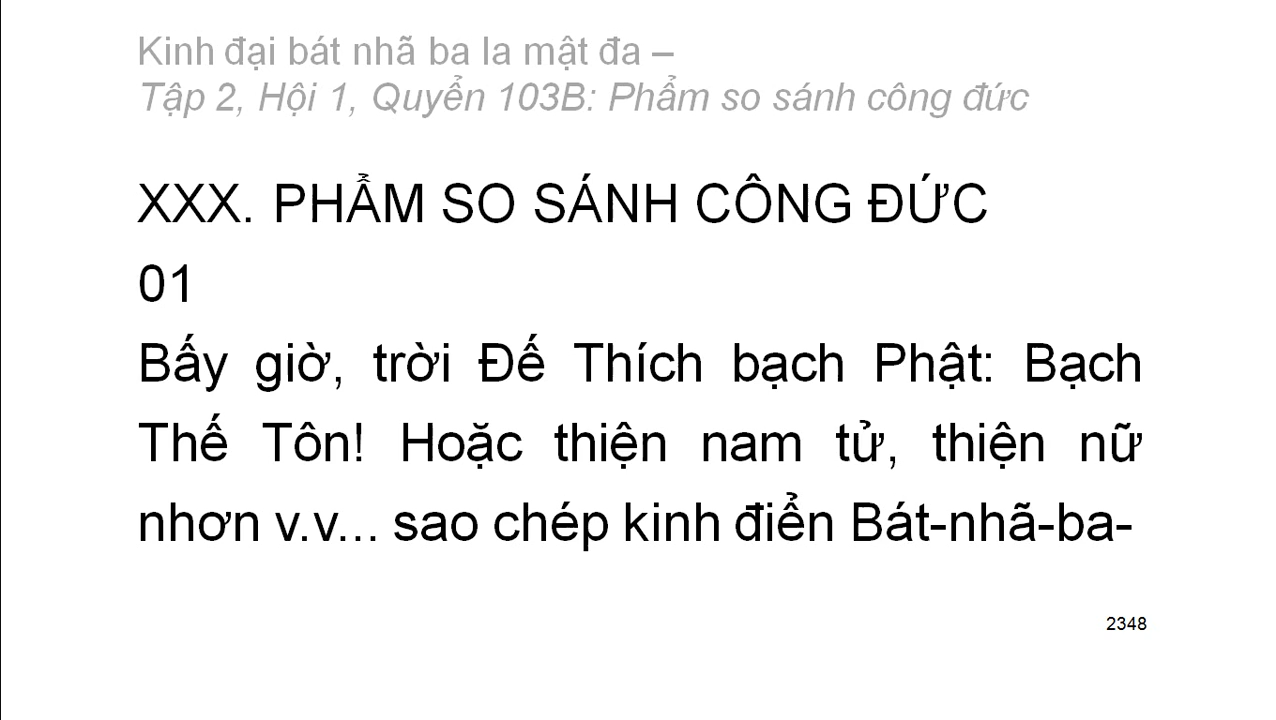 Kinh đại bát nhã ba la mật đa –
Tập 2, Hội 1, Quyển 103B: Phẩm so sánh công đức
XXX. PHẨM SO SÁNH CÔNG ĐỨC
01
Bấy giờ, trời Đế Thích bạch Phật: Bạch
Thế Tôn! Hoặc thiện nam tử, thiện nữ
nhơn v.v... sao chép kinh điển Bát-nhã-ba-
2348